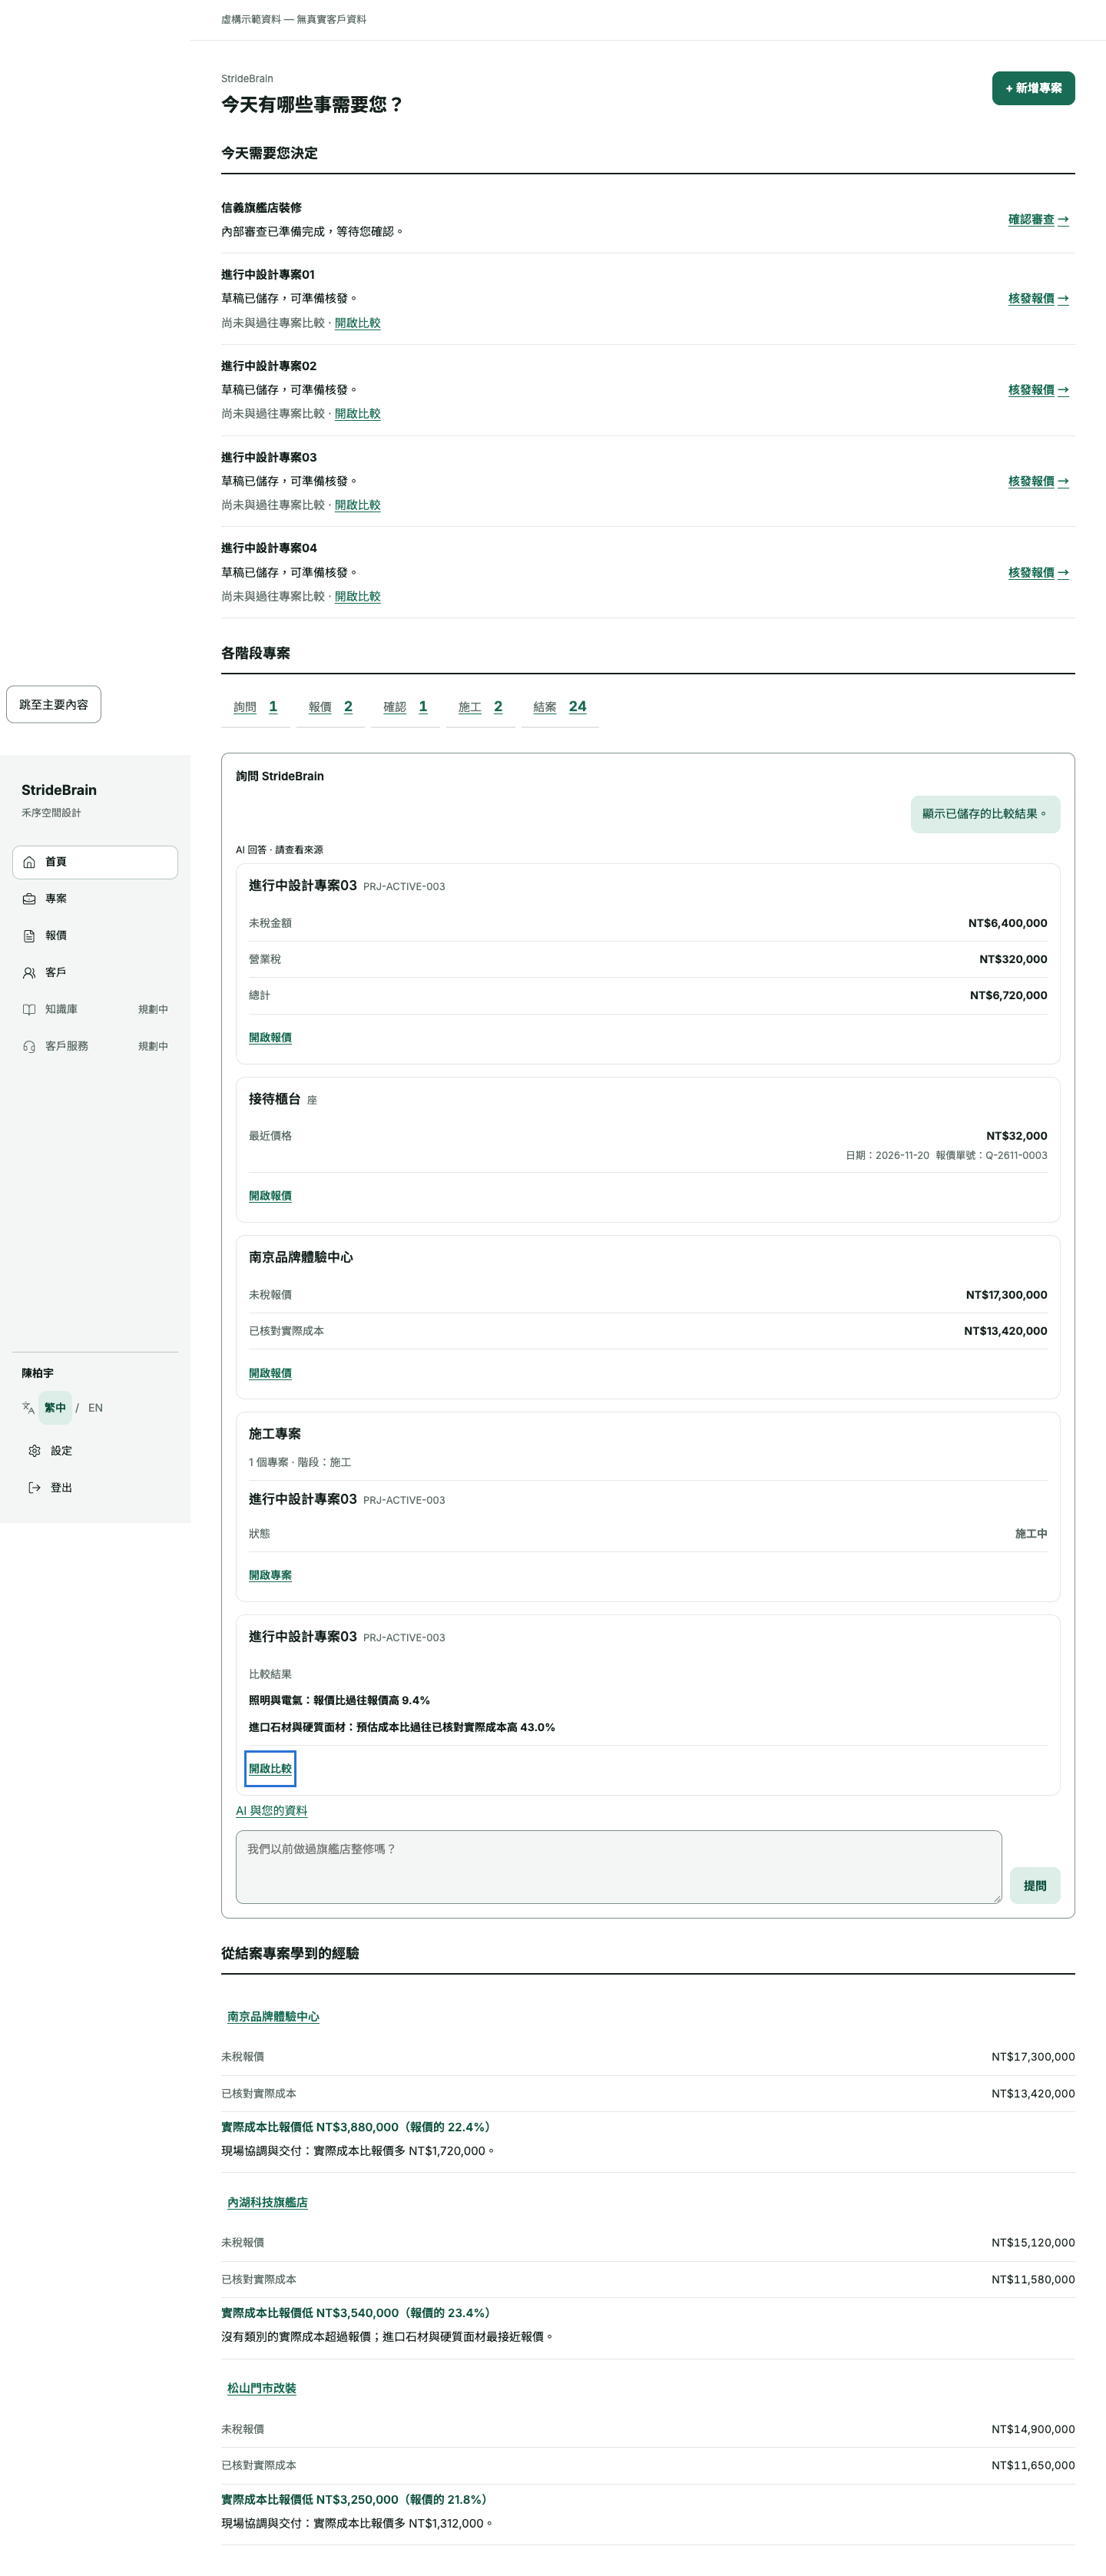 虛構示範資料 — 無真實客戶資料
StrideBrain
今天有哪些事需要您？
+ 新增專案
今天需要您決定
信義旗艦店裝修
內部審查已準備完成，等待您確認。
確認審查 →
進行中設計專案01
草稿已儲存，可準備核發。
尚未與過往專案比較 · 開啟比較
核發報價 →
進行中設計專案02
草稿已儲存，可準備核發。
尚未與過往專案比較 · 開啟比較
核發報價 →
進行中設計專案03
草稿已儲存，可準備核發。
尚未與過往專案比較 · 開啟比較
核發報價 →
進行中設計專案04
草稿已儲存，可準備核發。
尚未與過往專案比較 · 開啟比較
核發報價 →
各階段專案
詢問 1 報價 2 確認 1 施工 2 結案 24
跳至主要內容
StrideBrain
禾序空間設計
首頁
專案
報價
客戶
知識庫 規劃中
客戶服務 規劃中
陳柏宇
繁中 / EN
設定
登出
詢問 StrideBrain
顯示已儲存的比較結果。
AI 回答 · 請查看來源
進行中設計專案03 PRJ-ACTIVE-003
未稅金額 NT$6,400,000
營業稅 NT$320,000
總計 NT$6,720,000
開啟報價
接待櫃台 座
最近價格 NT$32,000
日期：2026-11-20 報價單號：Q-2611-0003
開啟報價
南京品牌體驗中心
未稅報價 NT$17,300,000
已核對實際成本 NT$13,420,000
開啟報價
施工專案
1 個專案 · 階段：施工
進行中設計專案03 PRJ-ACTIVE-003
狀態 施工中
開啟專案
進行中設計專案03 PRJ-ACTIVE-003
比較結果
照明與電氣：報價比過往報價高 9.4%
進口石材與硬質面材：預估成本比過往已核對實際成本高 43.0%
開啟比較
AI 與您的資料
我們以前做過旗艦店整修嗎？
提問
從結案專案學到的經驗
南京品牌體驗中心
未稅報價 NT$17,300,000
已核對實際成本 NT$13,420,000
實際成本比報價低 NT$3,880,000（報價的 22.4%）
現場協調與交付：實際成本比報價多 NT$1,720,000。
內湖科技旗艦店
未稅報價 NT$15,120,000
已核對實際成本 NT$11,580,000
實際成本比報價低 NT$3,540,000（報價的 23.4%）
沒有類別的實際成本超過報價；進口石材與硬質面材最接近報價。
松山門市改裝
未稅報價 NT$14,900,000
已核對實際成本 NT$11,650,000
實際成本比報價低 NT$3,250,000（報價的 21.8%）
現場協調與交付：實際成本比報價多 NT$1,312,000。